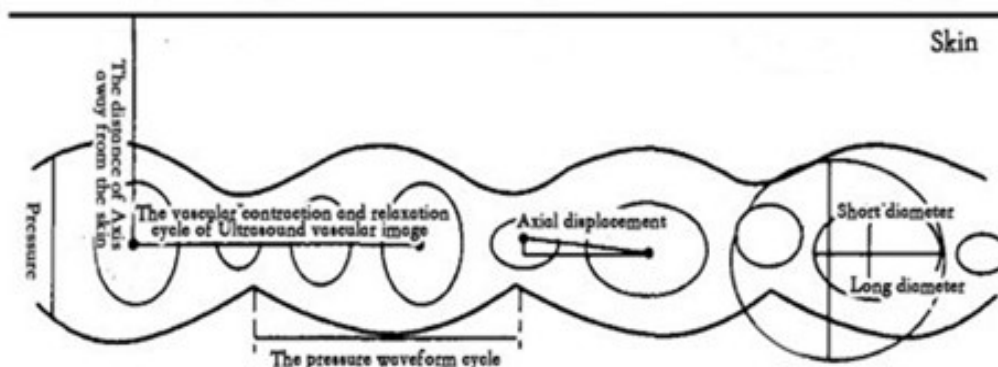 Skin
The distance of Axis
away from the skin
Pressure
The vascular contraction and relaxation
cycle of Ultrasound vascular image
Axial displacement
Short diameter
Long diameter
The pressure waveform cycle